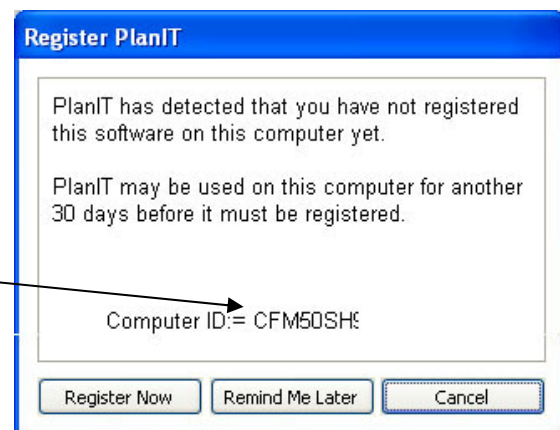 Register PlanIT
PlanIT has detected that you have not registered
this software on this computer yet.
PlanIT may be used on this computer for another
30 days before it must be registered.
Computer ID:= CFM50SH9
Register Now Remind Me Later Cancel